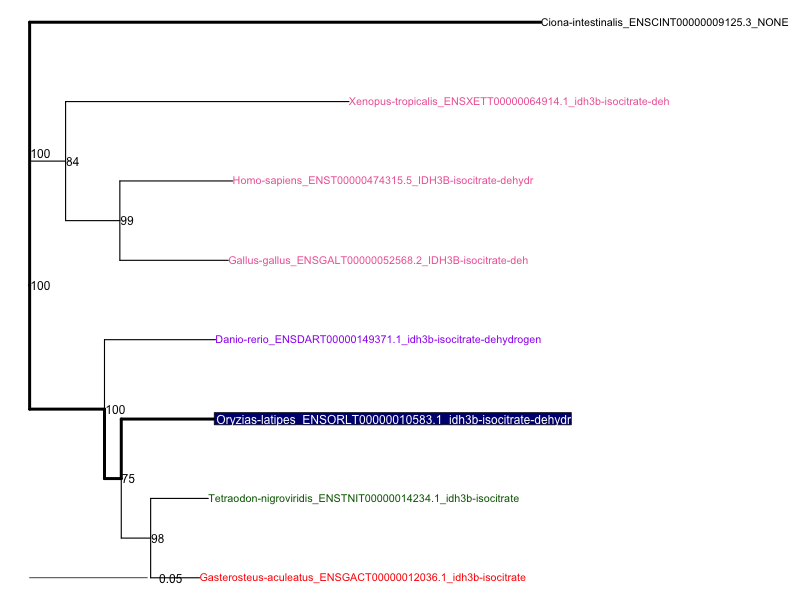 Ciona-intestinalis_ENSCINT00000009125.3_NONE
Xenopus-tropicalis_ENSXETT00000064914.1_idh3b-isocitrate-deh
100
84
Homo-sapiens_ENST00000474315.5_IDH3B-isocitrate-dehydr
99
Gallus-gallus_ENSGALT00000052568.2_IDH3B-isocitrate-deh
100
Danio-rerio_ENSDART00000149371.1_idh3b-isocitrate-dehydrogen
100
Oryzias-latipes_ENSORLT00000010583.1_idh3b-isocitrate-dehydr
75
Tetraodon-nigroviridis_ENSTNIT00000014234.1_idh3b-isocitrate
98
0.05
Gasterosteus-aculeatus_ENSGACT00000012036.1_idh3b-isocitrate